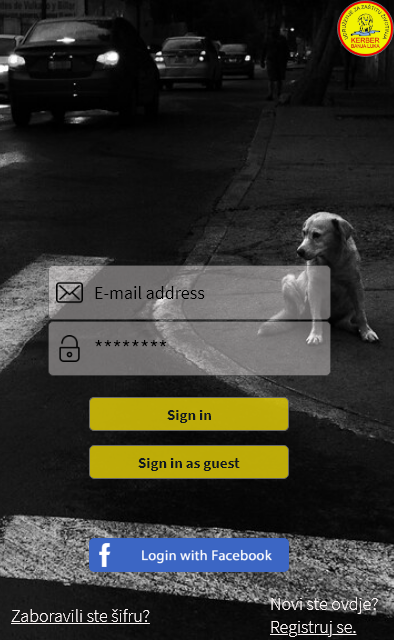 UDRUŽENJE ZA ZAŠTITU ŽIVOTINJA
KERBER
BANJA LUKA
E-mail address
********
Sign in
Sign in as guest
Login with Facebook
Novi ste ovdje?
Zaboravili ste šifru?
Registruj se.